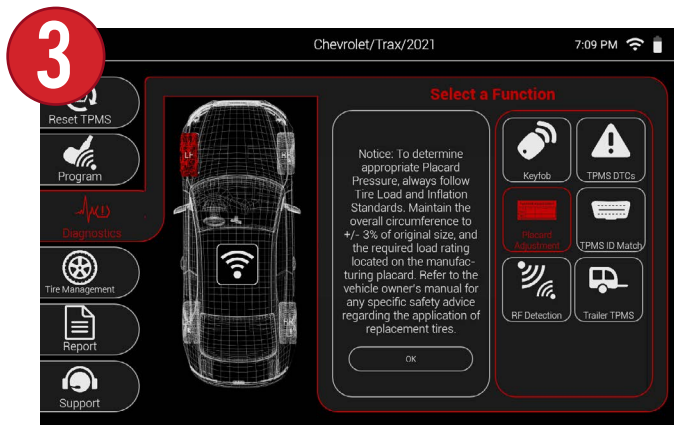 3
Chevrolet/Trax/2021
7:09 PM
Reset TPMS
Program
Diagnostics
Tire Management
Report
Support
LF
Select a Function
Notice: To determine
appropriate Placard
Pressure, always follow
Tire Load and Inflation
Standards. Maintain the
overall circumference to
+/- 3% of original size, and
the required load rating
located on the manufac-
turing placard. Refer to the
vehicle owner's manual for
any specific safety advice
regarding the application of
replacement tires.
OK
Keyfob
TPMS DTCs
Placard
Adjustment
TPMS ID Match
RF Detection
Trailer TPMS